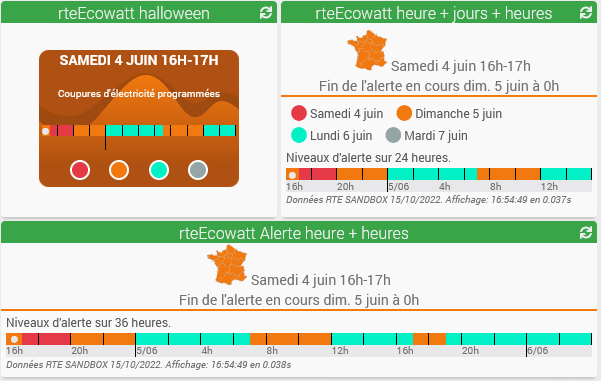 rteEcowatt halloween
SAMEDI 4 JUIN 16H-17H
Coupures d'électricité programmées
rteEcowatt heure + jours + heures
Samedi 4 juin 16h-17h
Fin de l'alerte en cours dim. 5 juin à 0h
Samedi 4 juin Dimanche 5 juin
Lundi 6 juin Mardi 7 juin
Niveaux d'alerte sur 24 heures.
16h 20h 5/06 4h 8h 12h
Données RTE SANDBOX 15/10/2022. Affichage: 16:54:49 en 0.037s
rteEcowatt Alerte heure + heures
Samedi 4 juin 16h-17h
Fin de l'alerte en cours dim. 5 juin à 0h
Niveaux d'alerte sur 36 heures.
16h 20h 5/06 4h 8h 12h 16h 20h 6/06
Données RTE SANDBOX 15/10/2022. Affichage: 16:54:49 en 0.038s